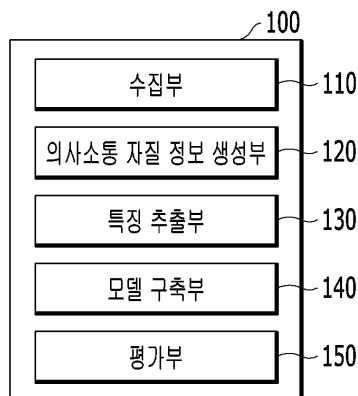 100
수집부 110
의사소통 자질 정보 생성부 120
특징 추출부 130
모델 구축부 140
평가부 150